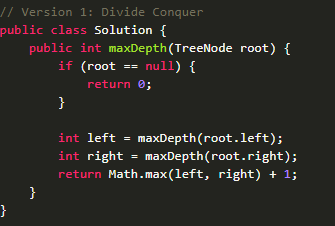 // Version 1: Divide Conquer
public class Solution {
    public int maxDepth(TreeNode root) {
        if (root == null) {
            return 0;
        }

        int left = maxDepth(root.left);
        int right = maxDepth(root.right);
        return Math.max(left, right) + 1;
    }
}